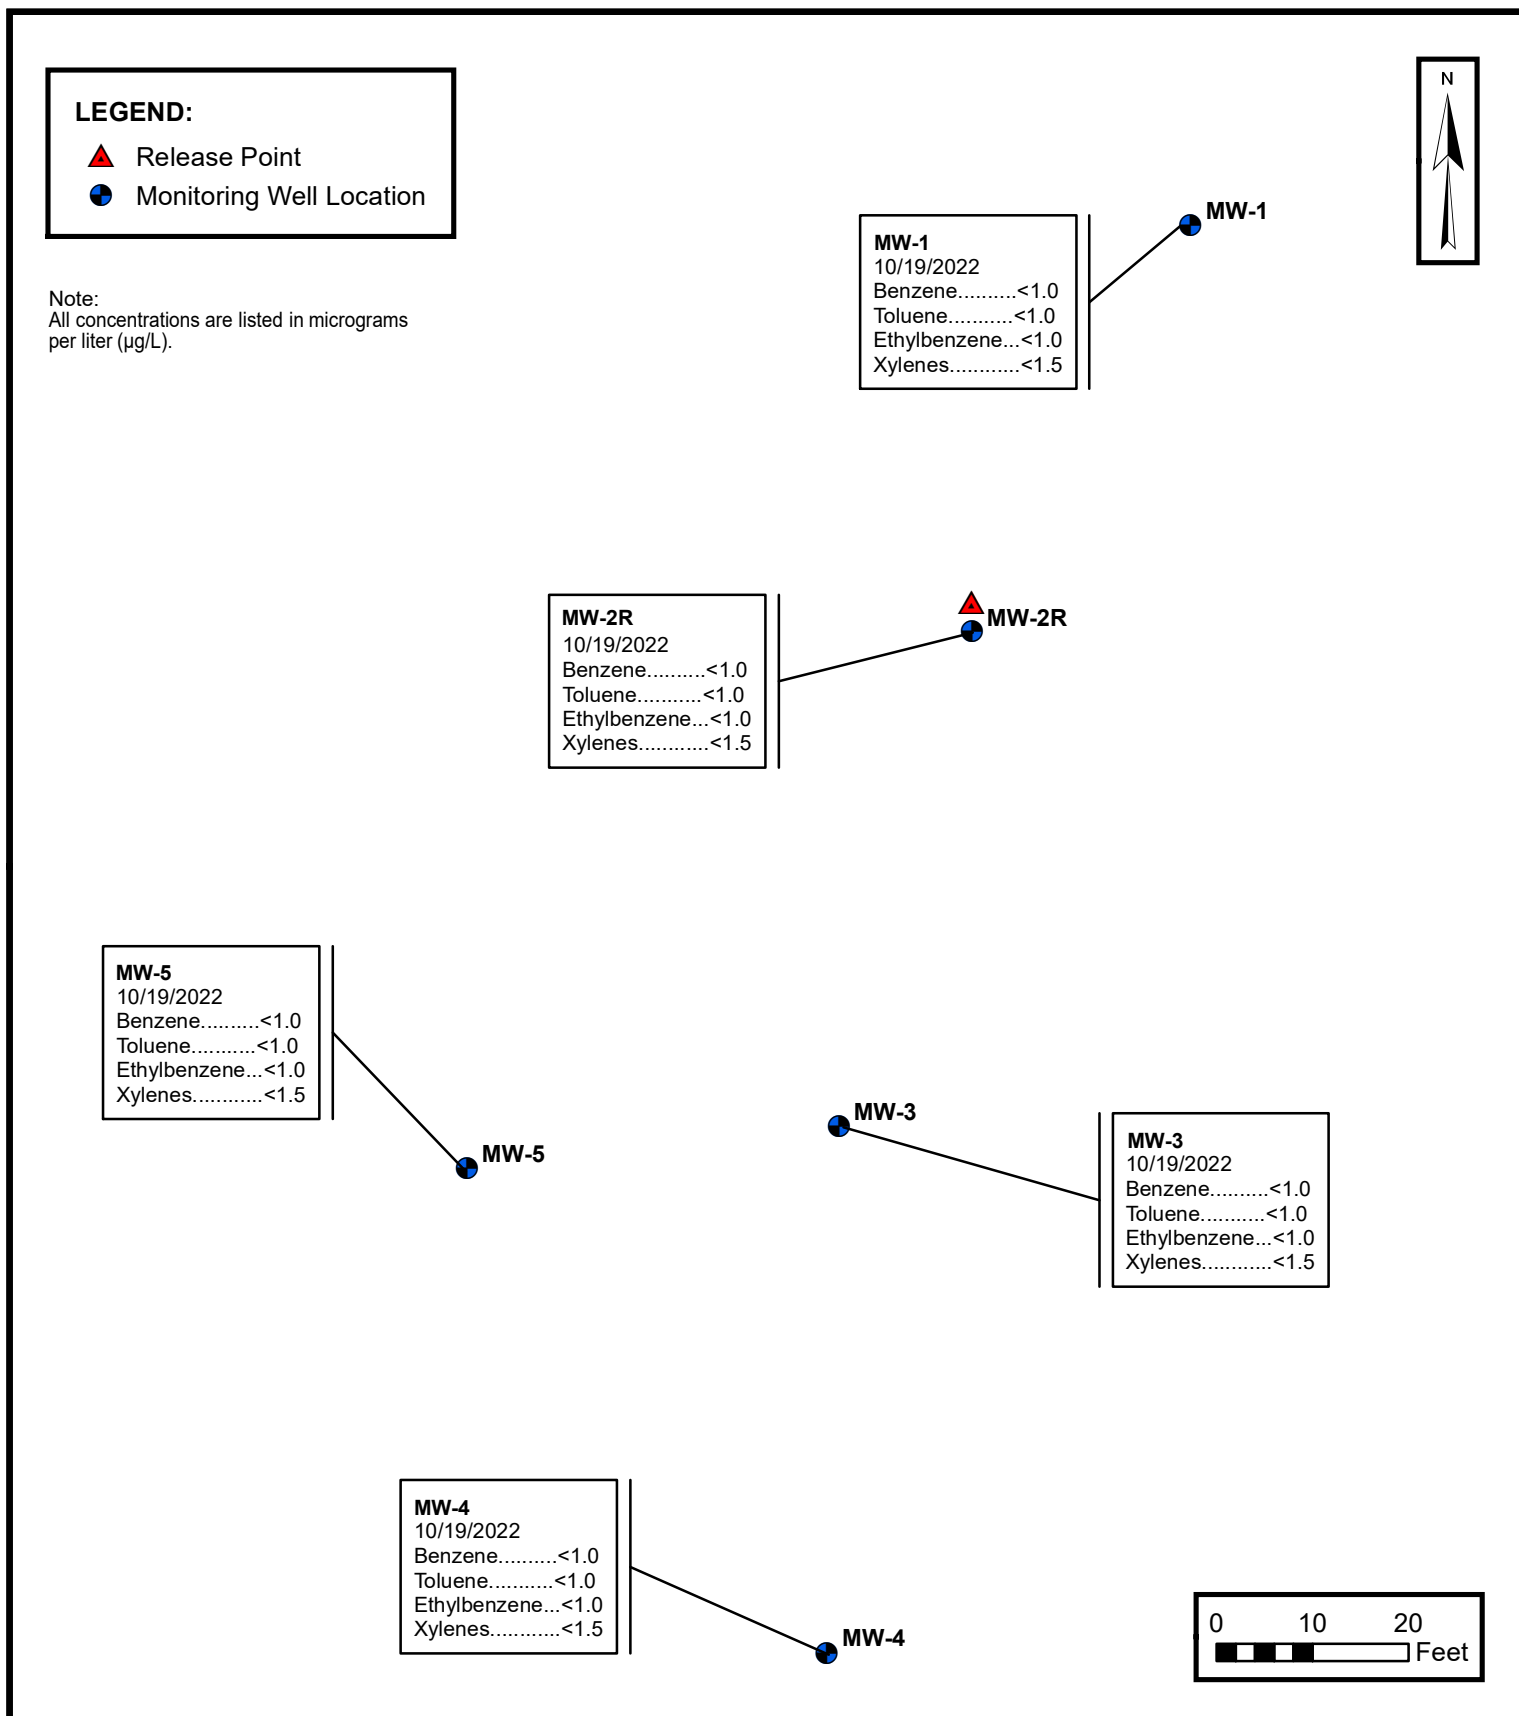 LEGEND:
Release Point
Monitoring Well Location
N
Note:
All concentrations are listed in micrograms
per liter (µg/L).
MW-1
MW-1
10/19/2022
Benzene..........<1.0
Toluene...........<1.0
Ethylbenzene...<1.0
Xylenes............<1.5
MW-2R
MW-2R
10/19/2022
Benzene..........<1.0
Toluene...........<1.0
Ethylbenzene...<1.0
Xylenes............<1.5
MW-5
10/19/2022
Benzene..........<1.0
Toluene...........<1.0
Ethylbenzene...<1.0
Xylenes............<1.5
MW-5
MW-3
MW-3
10/19/2022
Benzene..........<1.0
Toluene...........<1.0
Ethylbenzene...<1.0
Xylenes............<1.5
MW-4
10/19/2022
Benzene..........<1.0
Toluene...........<1.0
Ethylbenzene...<1.0
Xylenes............<1.5
MW-4
0 10 20
Feet